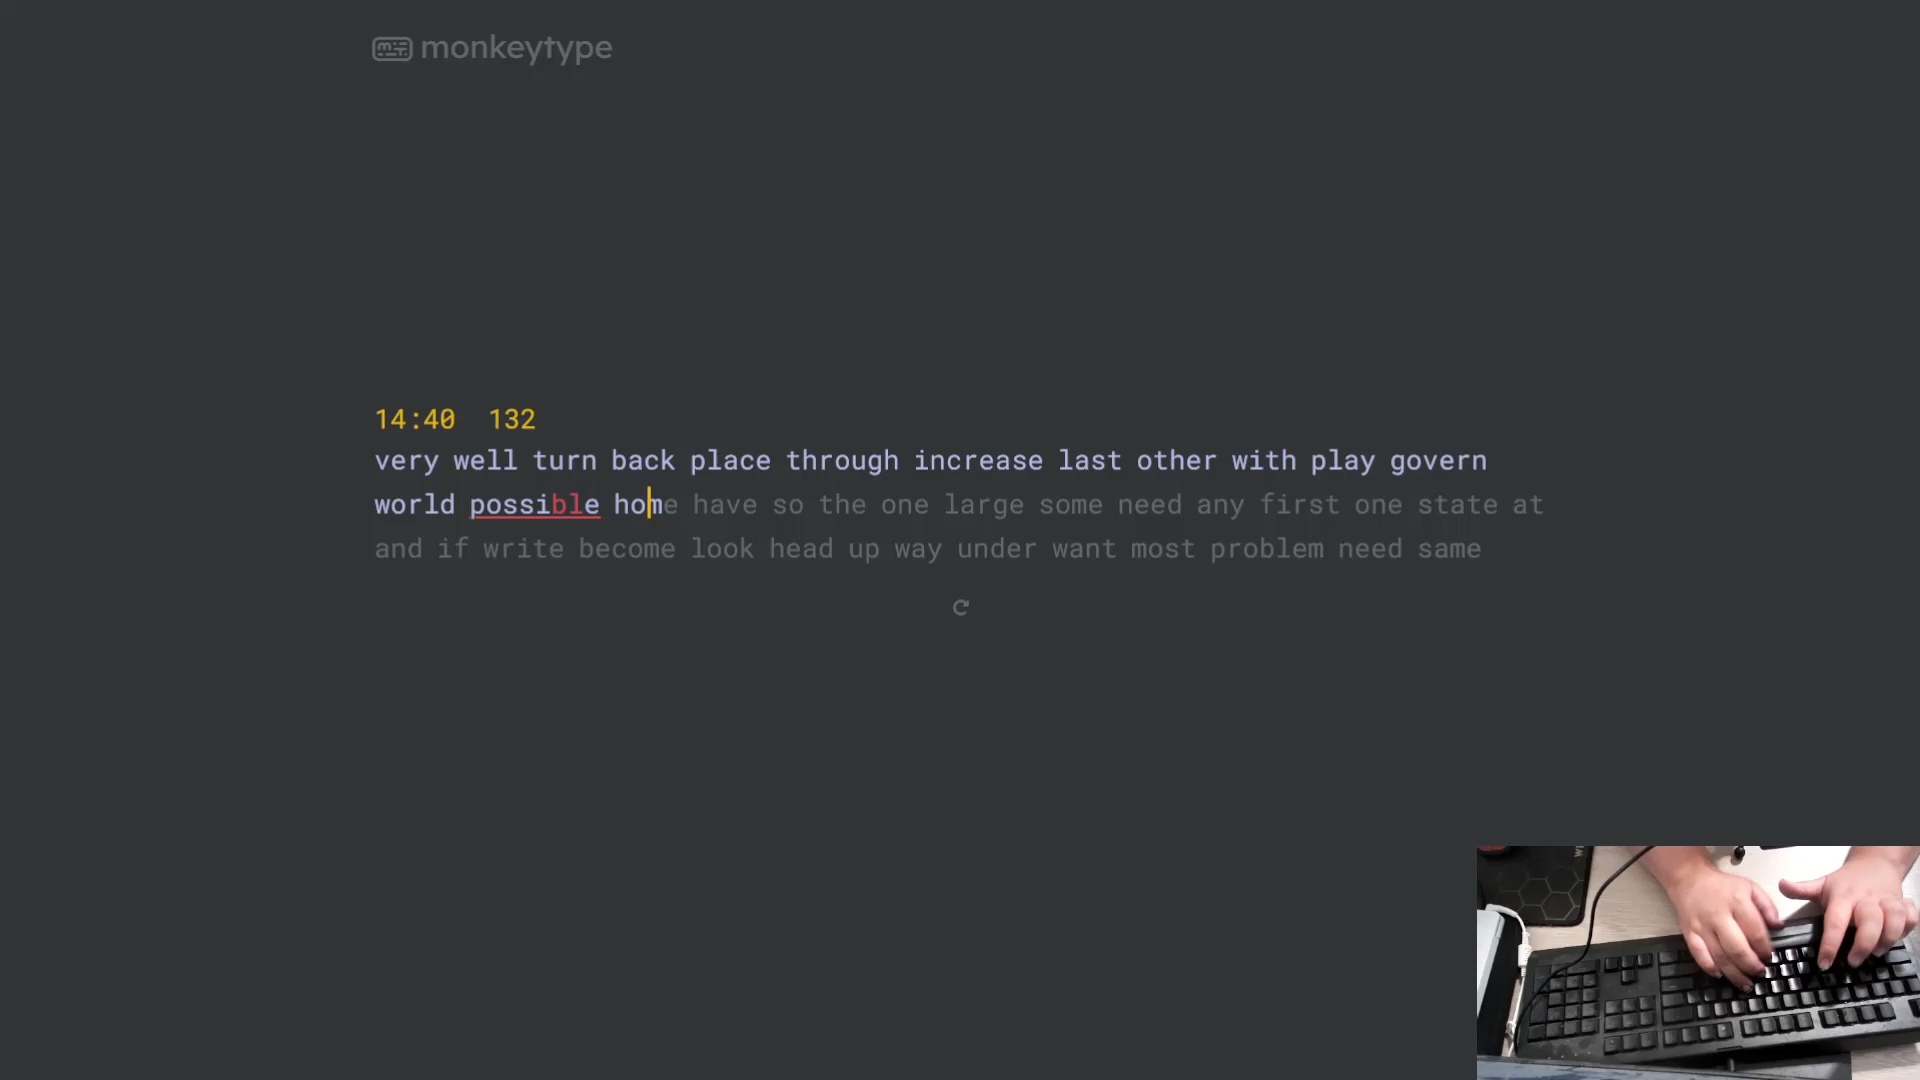 monkeytype
14:40 132
very well turn back place through increase last other with play govern
world possible home have so the one large some need any first one state at
and if write become look head up way under want most problem need same